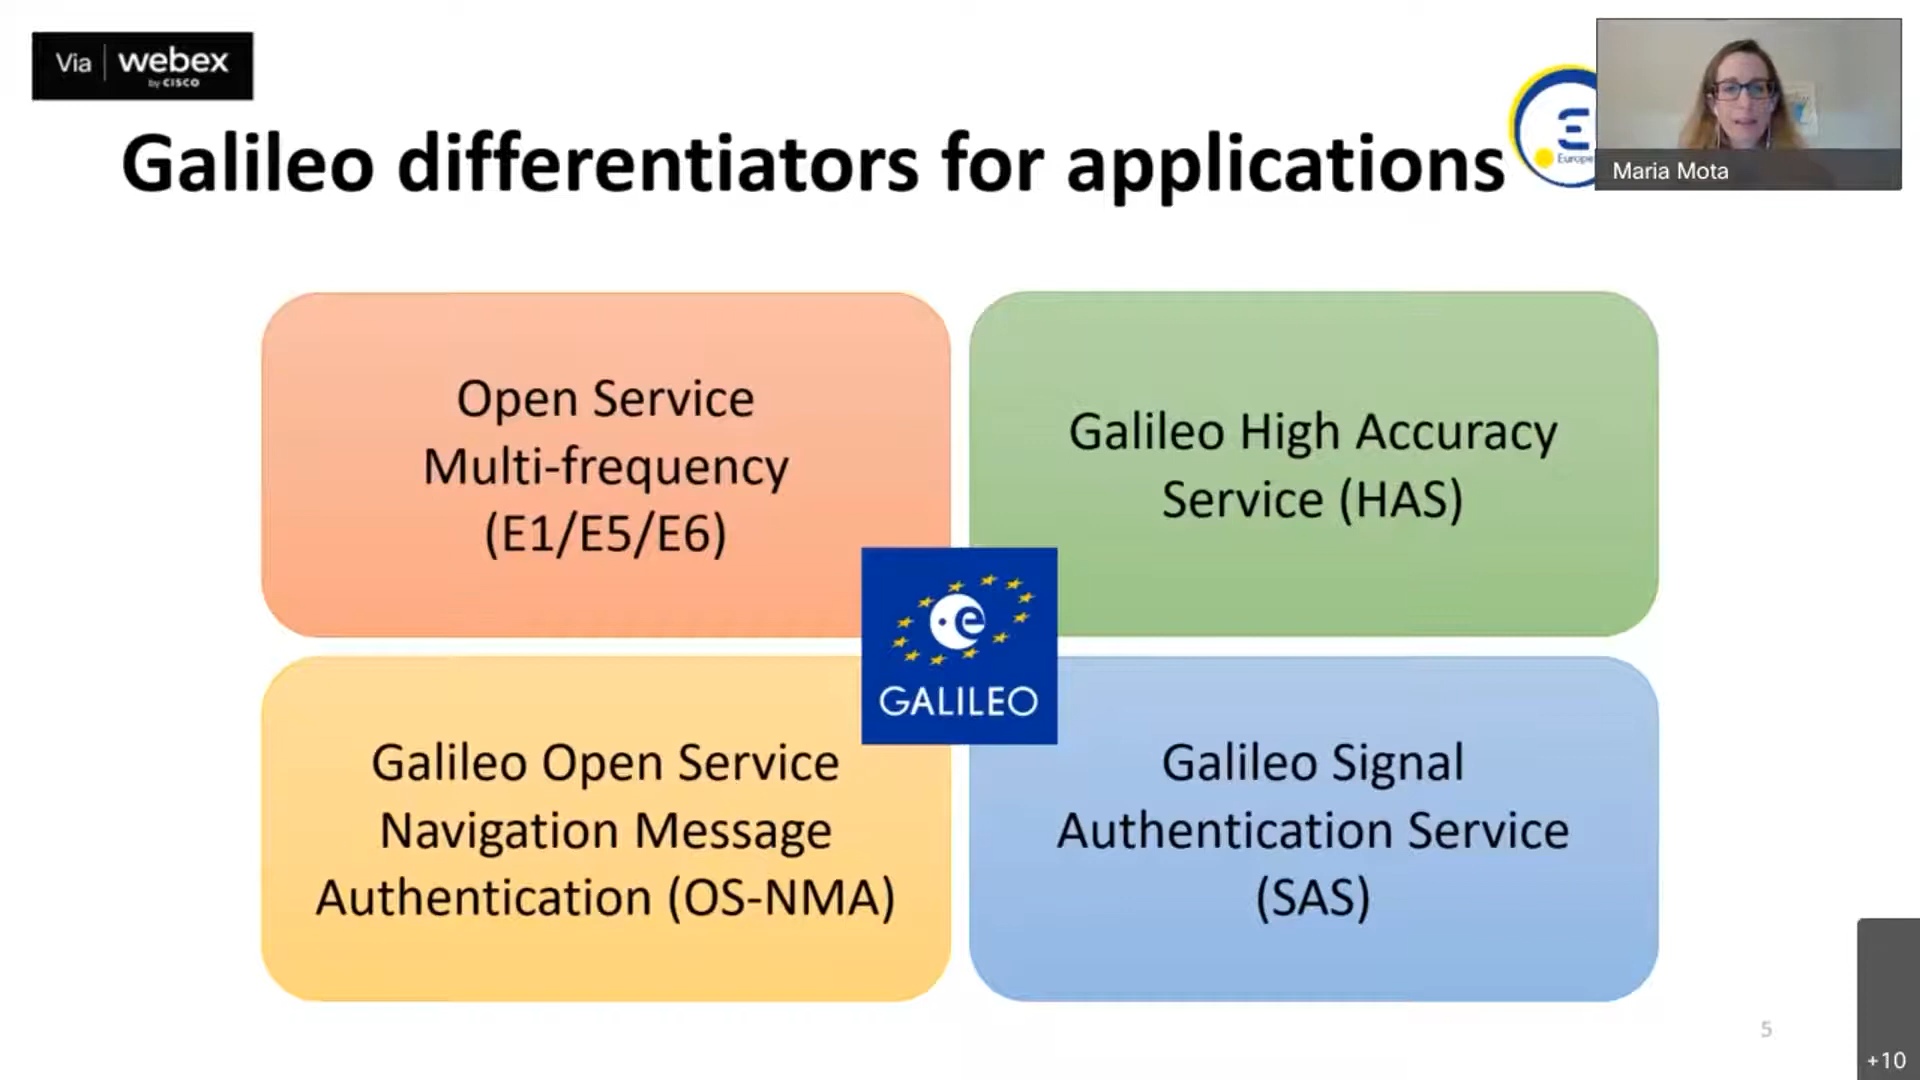 Via | webex
by CISCO
Galileo differentiators for applications
Europe
Maria Mota
Open Service
Multi-frequency
(E1/E5/E6)
Galileo High Accuracy
Service (HAS)
GALILEO
Galileo Open Service
Navigation Message
Authentication (OS-NMA)
Galileo Signal
Authentication Service
(SAS)
5
+10